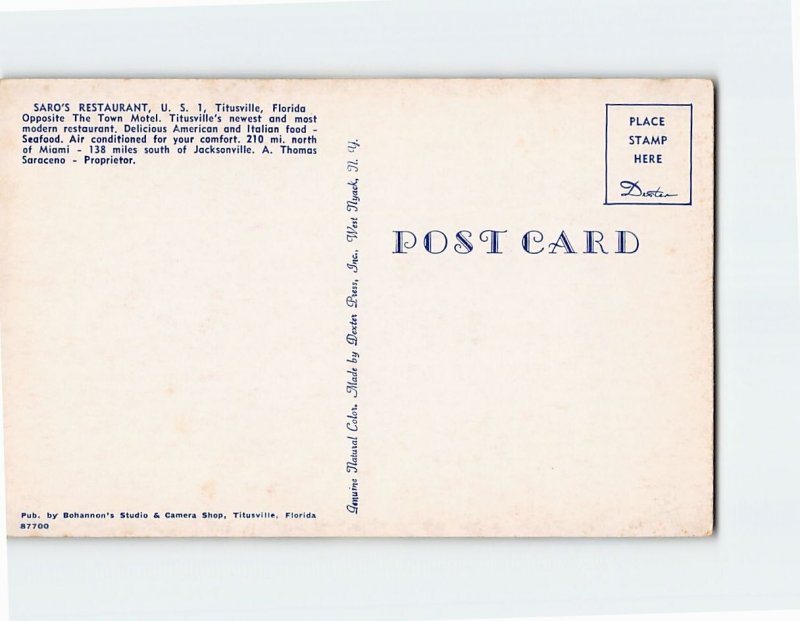 SARO'S RESTAURANT, U. S. 1, Titusville, Florida
Opposite The Town Motel. Titusville's newest and most
modern restaurant. Delicious American and Italian food -
Seafood. Air conditioned for your comfort. 210 mi. north
of Miami - 138 miles south of Jacksonville. A. Thomas
Saraceno - Proprietor.
Pub. by Bohannon's Studio & Camera Shop, Titusville, Florida
87700
Genuine Natural Color. Made by Dexter Press, Inc., West Nyack, N. Y.
PLACE
STAMP
HERE
Dexter
POST CARD